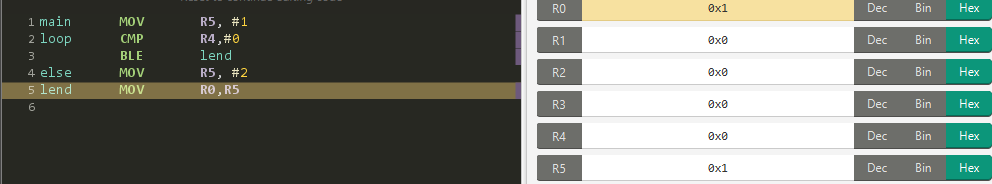 1 main MOV R5, #1
2 loop CMP R4,#0
3 BLE lend
4 else MOV R5, #2
5 lend MOV R0,R5
6
R0 0x1 Dec Bin Hex
R1 0x0 Dec Bin Hex
R2 0x0 Dec Bin Hex
R3 0x0 Dec Bin Hex
R4 0x0 Dec Bin Hex
R5 0x1 Dec Bin Hex